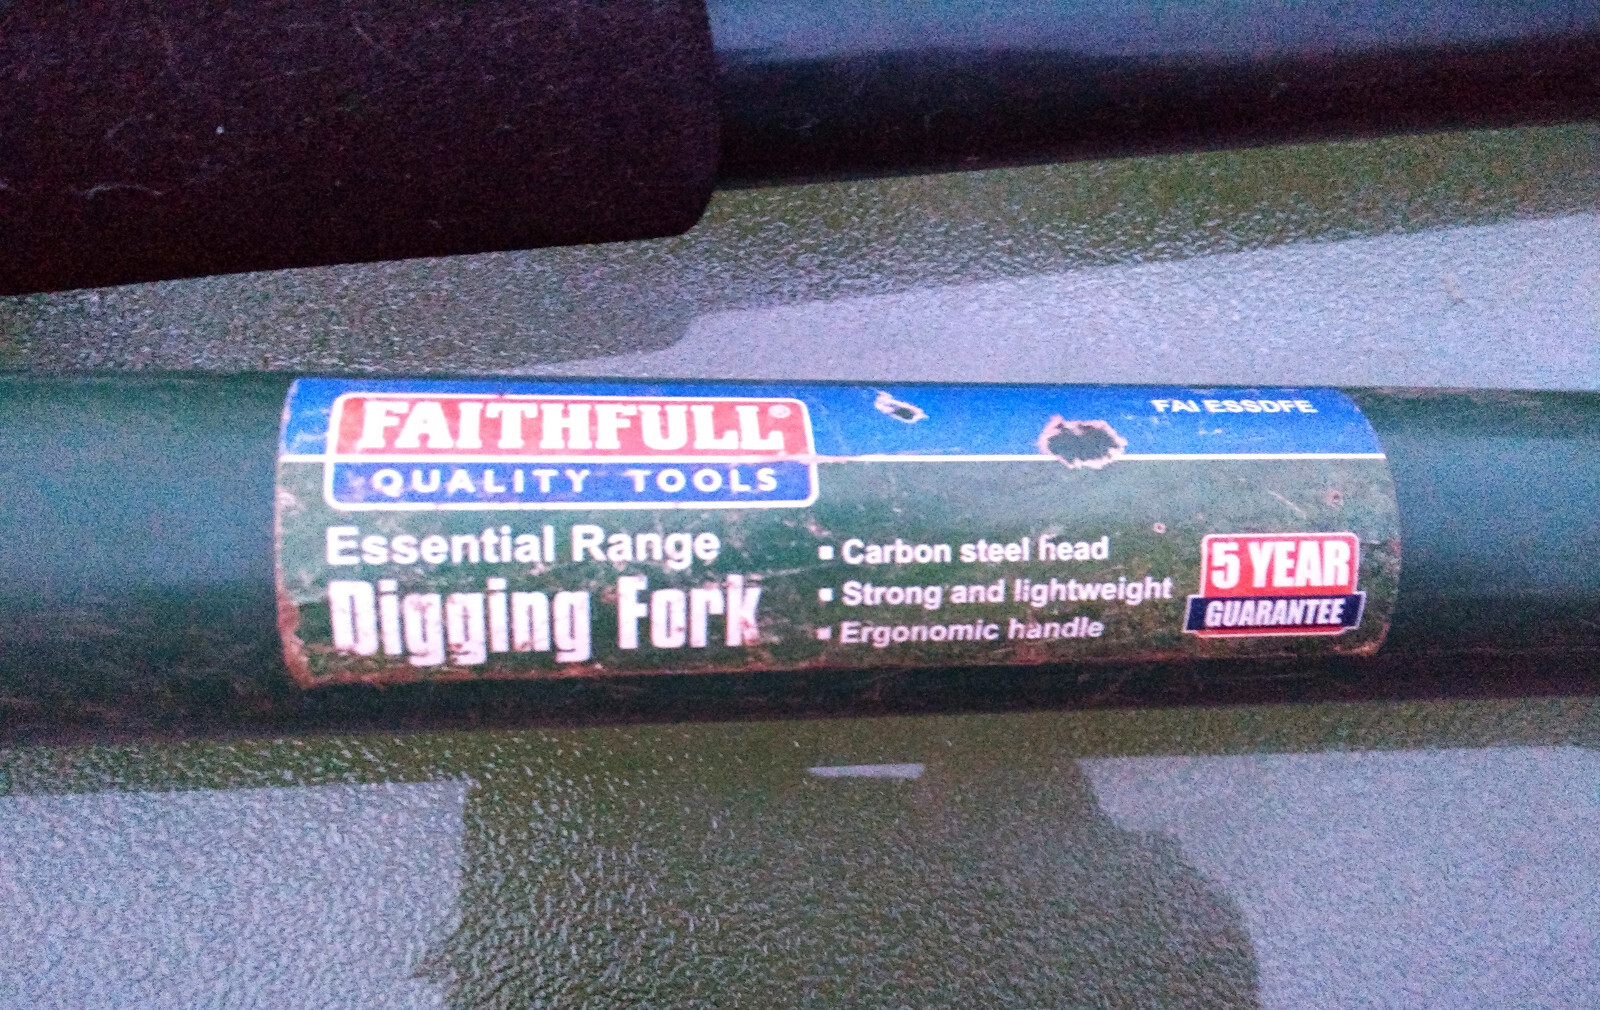 FAITHFULL®
QUALITY TOOLS
FAI ESSDFE
Essential Range
Digging Fork
▪ Carbon steel head
▪ Strong and lightweight
▪ Ergonomic handle
5 YEAR
GUARANTEE